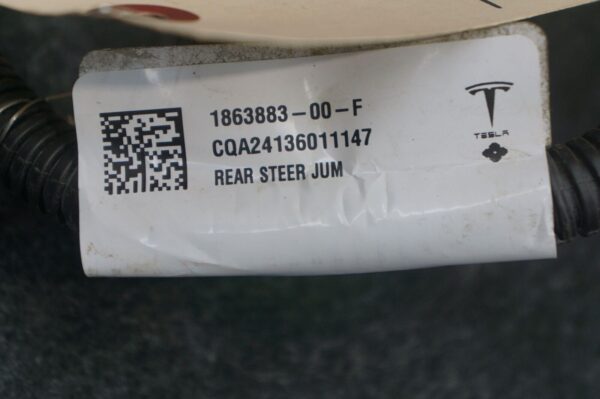 1863883-00-F
CQA24136011147
REAR STEER JUM
TESLA